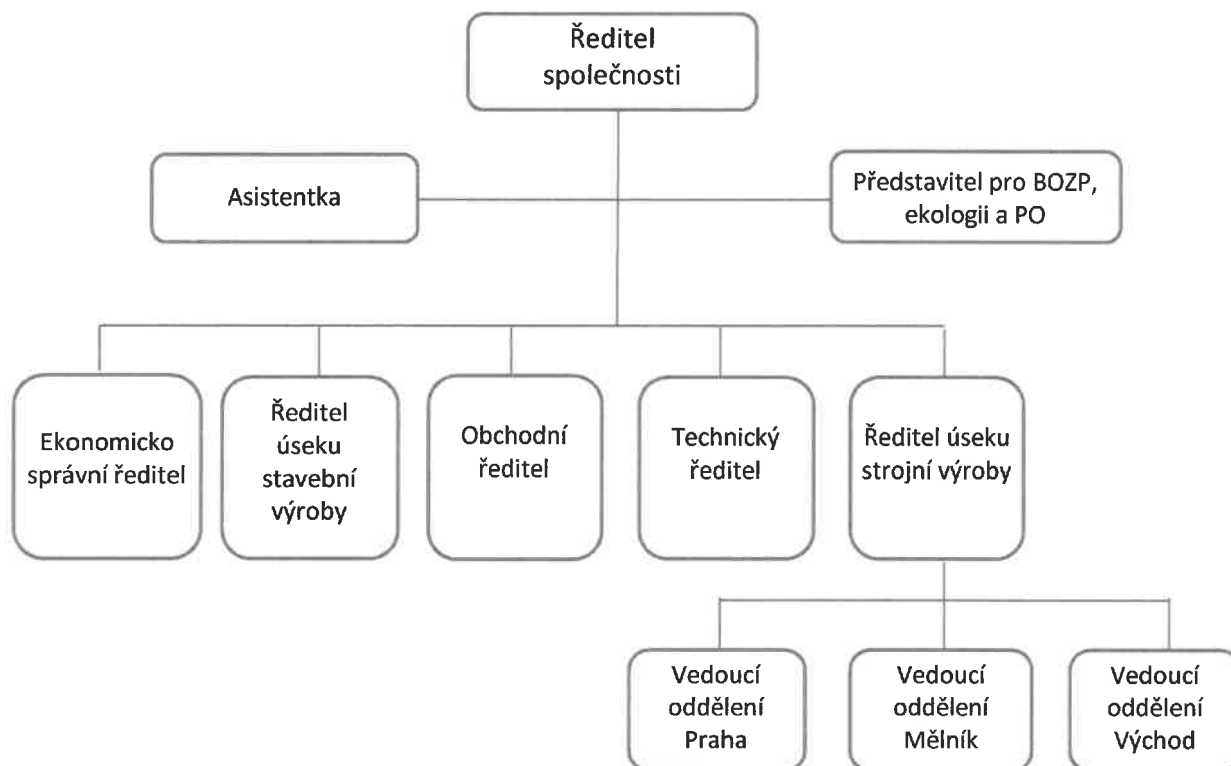 Ředitel
společnosti
Asistentka
Představitel pro BOZP,
ekologii a PO
Ekonomicko
správní ředitel
Ředitel
úseku
stavební
výroby
Obchodní
ředitel
Technický
ředitel
Ředitel úseku
strojní výroby
Vedoucí
oddělení
Praha
Vedoucí
oddělení
Mělník
Vedoucí
oddělení
Východ